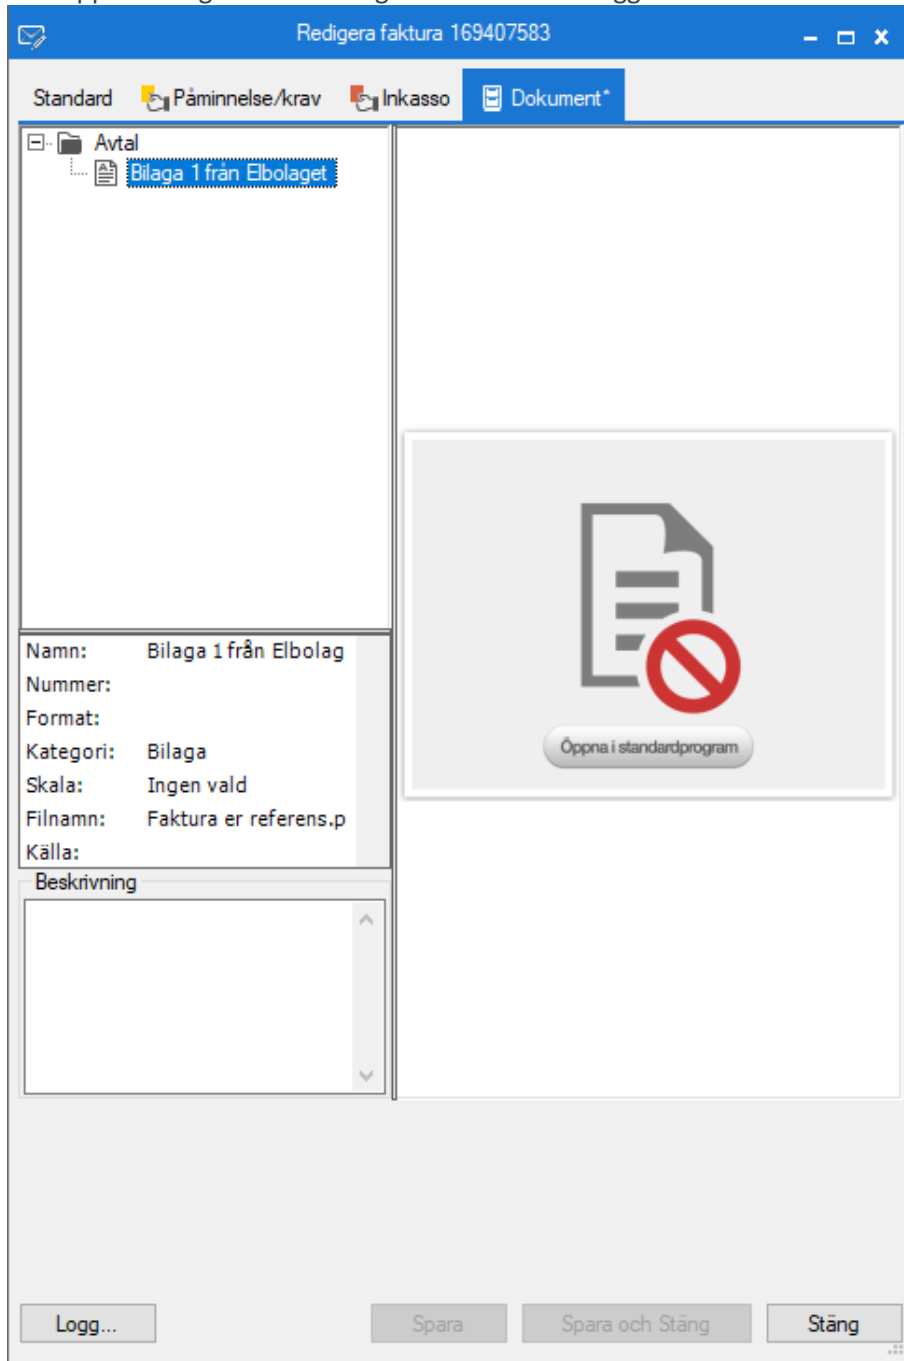 Redigera faktura 169407583
Standard Påminnelse/krav Inkasso Dokument*
Avtal
Bilaga 1 från Elbolaget
Namn: Bilaga 1 från Elbolag
Nummer:
Format:
Kategori: Bilaga
Skala: Ingen vald
Filnamn: Faktura er referens.p
Källa:
Beskrivning
Öppna i standardprogram
Logg... Spara Spara och Stäng Stäng